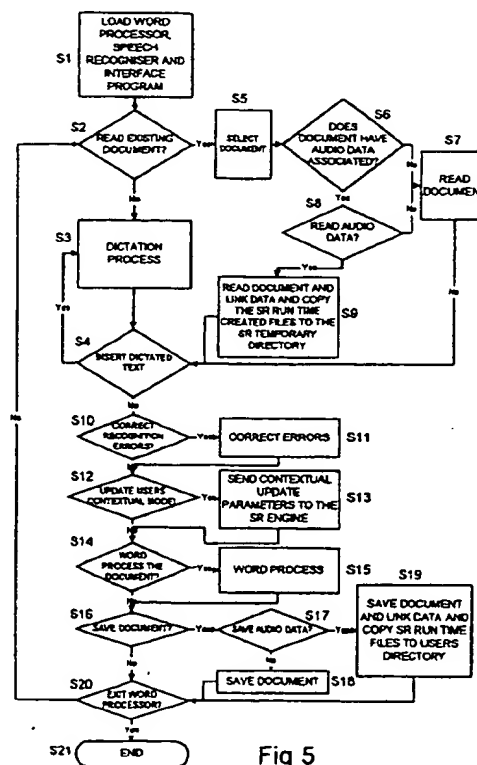 LOAD WORD
PROCESSOR,
SPEECH
RECOGNISER AND
INTERFACE
PROGRAM
S1
S2
READ EXISTING
DOCUMENT?
Yes
No
S5
SELECT
DOCUMENT
S6
DOES
DOCUMENT HAVE
AUDIO DATA
ASSOCIATED?
No
Yes
S7
READ
DOCUMENT
No
S8
READ AUDIO
DATA?
No
Yes
S3
DICTATION
PROCESS
Yes
READ DOCUMENT AND
LINK DATA AND COPY
THE SR RUN TIME
CREATED FILES TO THE
SR TEMPORARY
DIRECTORY
S9
S4
INSERT DICTATED
TEXT
No
No
S10
CORRECT
RECOGNITION
ERRORS?
Yes
CORRECT ERRORS
S11
S12
UPDATE USERS
CONTEXTUAL MODEL
Yes
No
SEND CONTEXTUAL
UPDATE
PARAMETERS TO THE
SR ENGINE
S13
S14
WORD
PROCESS THE
DOCUMENT?
Yes
No
WORD PROCESS
S15
S16
SAVE DOCUMENT?
Yes
No
S17
SAVE AUDIO DATA?
Yes
No
S19
SAVE DOCUMENT
AND LINK DATA AND
COPY SR RUN TIME
FILES TO USERS
DIRECTORY
SAVE DOCUMENT
S18
S20
EXIT WORD
PROCESSOR?
Yes
S21
END
Fig 5